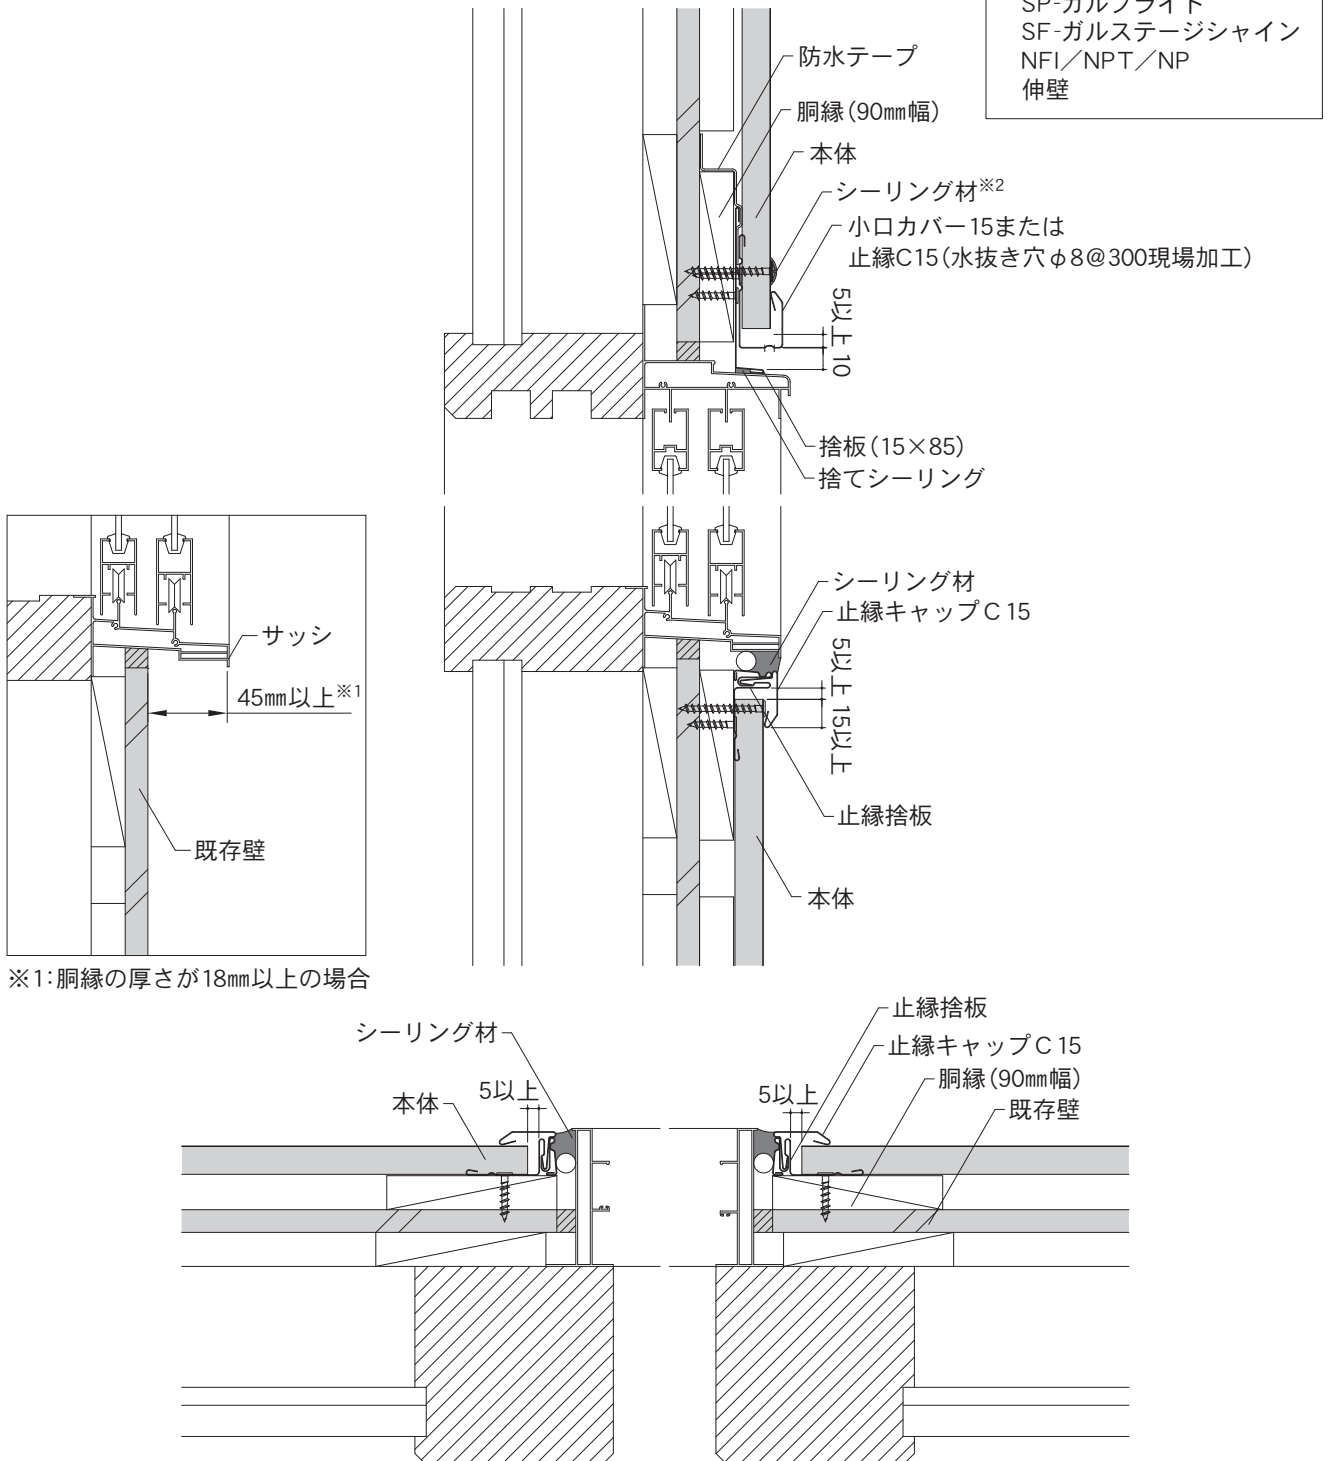 SP-ガルブライト
SF-ガルステージシャイン
NFI／NPT／NP
伸壁
防水テープ
胴縁(90㎜幅)
本体
シーリング材※2
小口カバー15または
止縁C15(水抜き穴φ8@300現場加工)
5以上
10
捨板(15×85)
捨てシーリング
シーリング材
止縁キャップC15
5以上
15以上
止縁捨板
本体
サッシ
45㎜以上※1
既存壁
※1:胴縁の厚さが18㎜以上の場合
シーリング材
本体
5以上
止縁捨板
止縁キャップC15
胴縁(90㎜幅)
5以上
既存壁